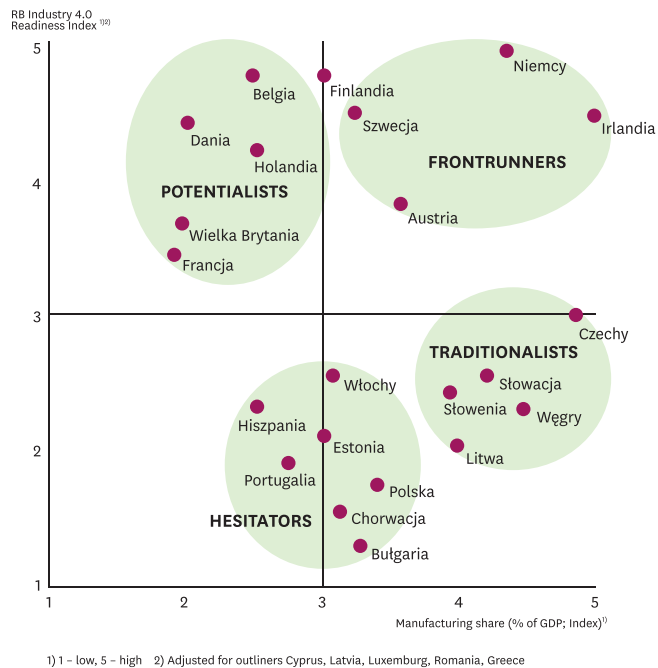 RB Industry 4.0
Readiness Index ¹⁾²⁾
5
Niemcy
Belgia
Finlandia
Szwecja
Irlandia
Dania
Holandia
FRONTRUNNERS
4
POTENTIALISTS
Austria
Wielka Brytania
Francja
3
Czechy
TRADITIONALISTS
Włochy
Słowacja
Słowenia
Węgry
Hiszpania
2
Estonia
Litwa
Portugalia
Polska
HESITATORS
Chorwacja
Bułgaria
1
1
2
3
4
5
Manufacturing share (% of GDP; Index)¹⁾
1) 1 – low, 5 – high 2) Adjusted for outliners Cyprus, Latvia, Luxemburg, Romania, Greece